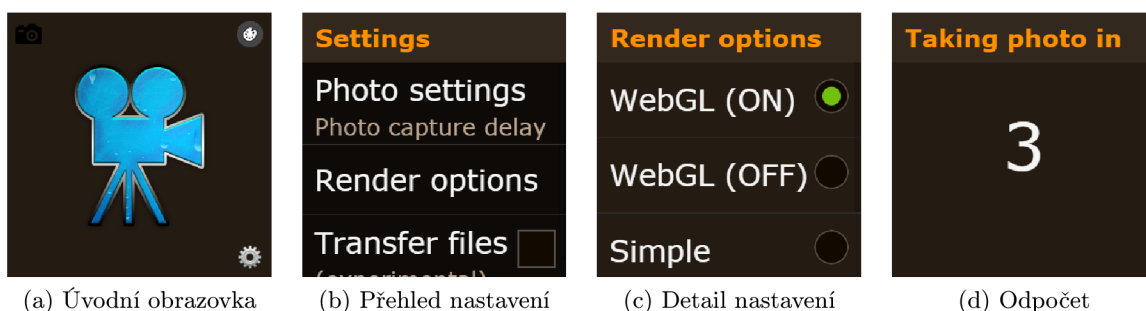 Settings
Photo settings
Photo capture delay
Render options
Transfer files
(experimental)
Render options
WebGL (ON)
WebGL (OFF)
Simple
Taking photo in
3
(a) Úvodní obrazovka
(b) Přehled nastavení
(c) Detail nastavení
(d) Odpočet